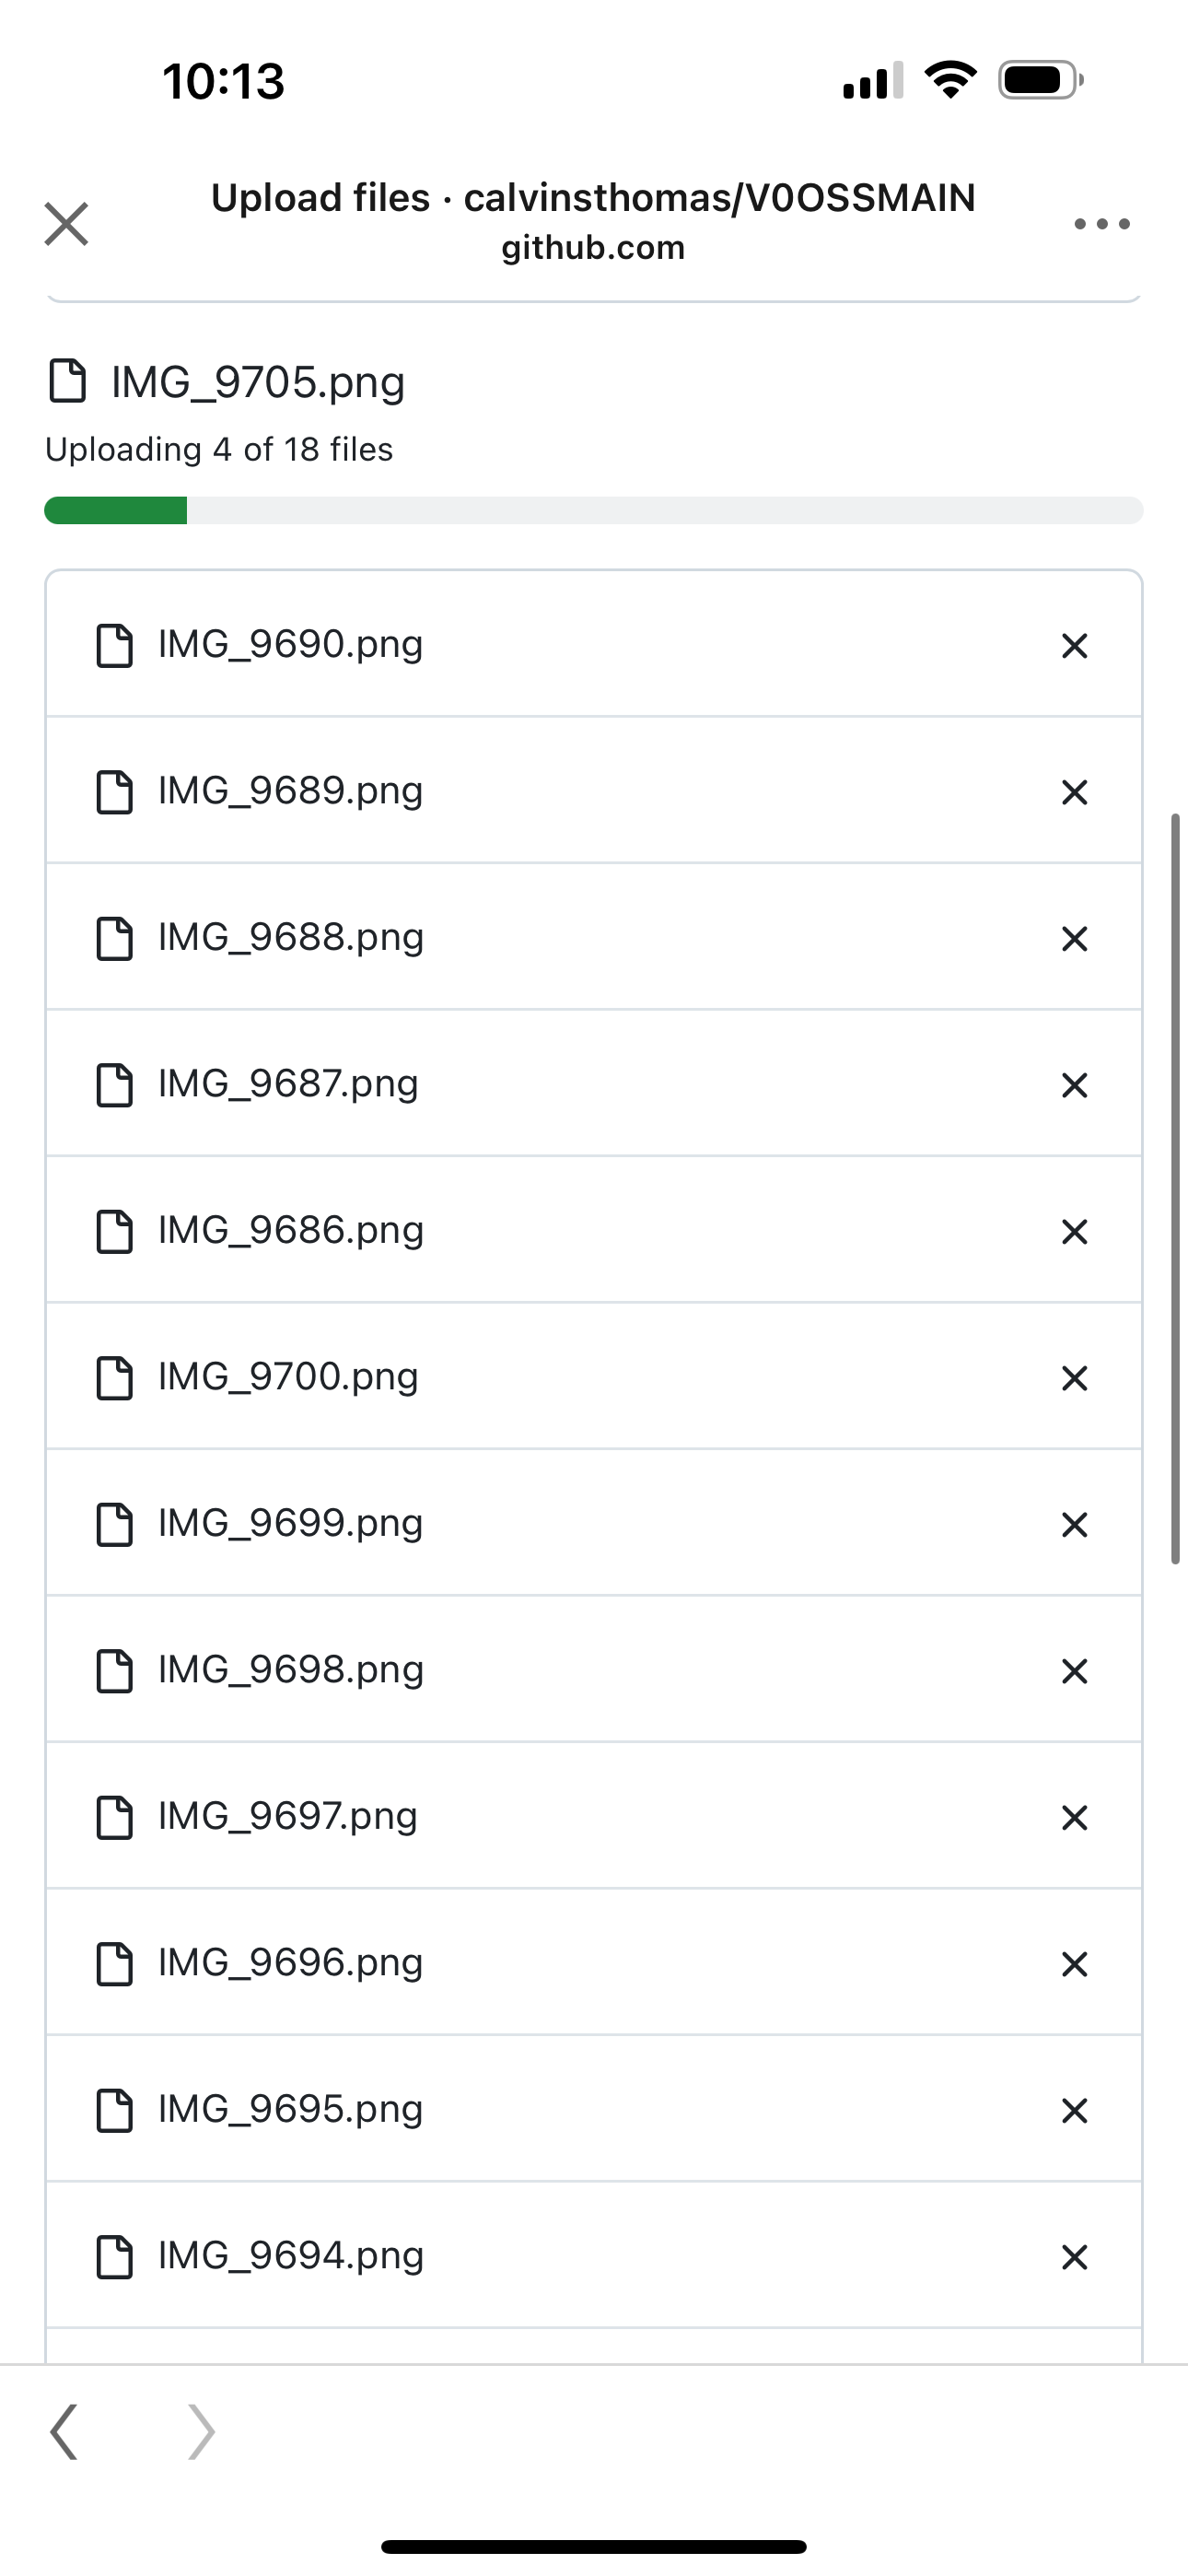 10:13
Upload files · calvinsthomas/V0OSSMAIN
github.com
IMG_9705.png
Uploading 4 of 18 files
IMG_9690.png
IMG_9689.png
IMG_9688.png
IMG_9687.png
IMG_9686.png
IMG_9700.png
IMG_9699.png
IMG_9698.png
IMG_9697.png
IMG_9696.png
IMG_9695.png
IMG_9694.png